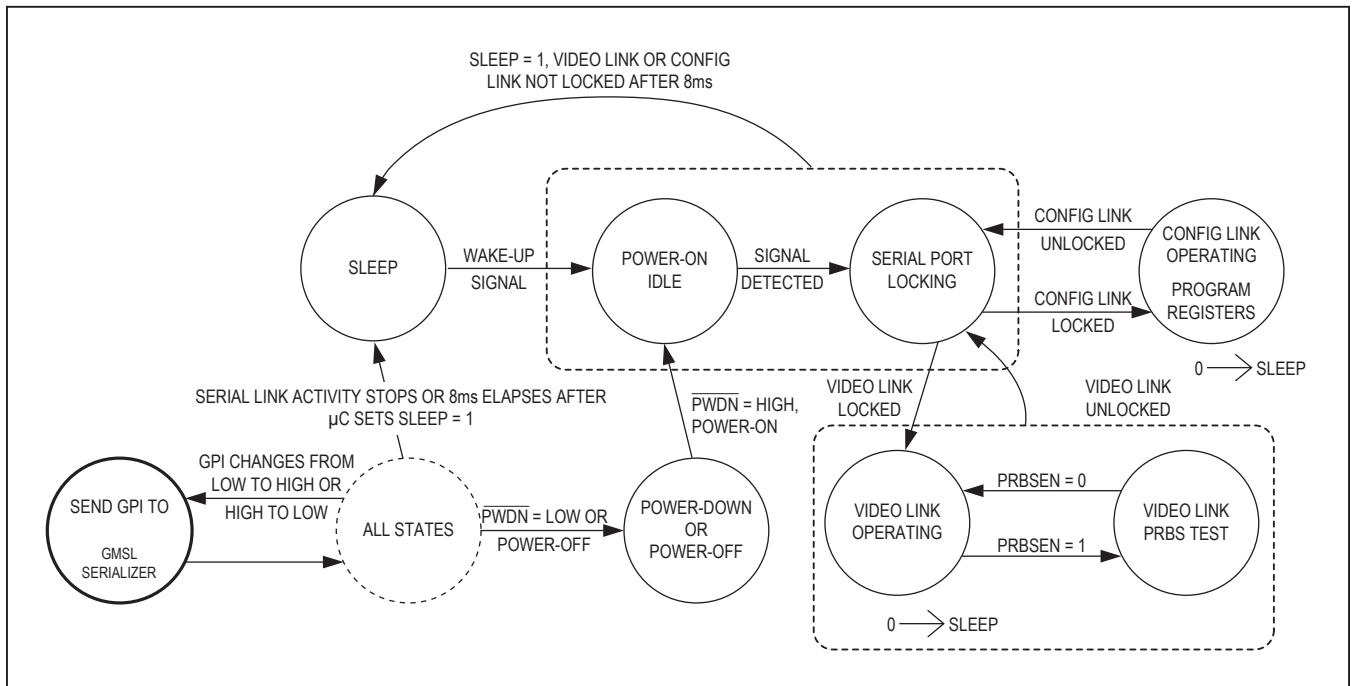 SLEEP = 1, VIDEO LINK OR CONFIG
LINK NOT LOCKED AFTER 8ms
SLEEP
WAKE-UP
SIGNAL
POWER-ON
IDLE
SIGNAL
DETECTED
SERIAL PORT
LOCKING
CONFIG LINK
UNLOCKED
CONFIG LINK
LOCKED
CONFIG LINK
OPERATING
PROGRAM
REGISTERS
0 → SLEEP
SERIAL LINK ACTIVITY STOPS OR 8ms ELAPSES AFTER
µC SETS SLEEP = 1
P̅W̅D̅N̅ = HIGH,
POWER-ON
VIDEO LINK
LOCKED
VIDEO LINK
UNLOCKED
SEND GPI TO
GMSL
SERIALIZER
GPI CHANGES FROM
LOW TO HIGH OR
HIGH TO LOW
ALL STATES
P̅W̅D̅N̅ = LOW OR
POWER-OFF
POWER-DOWN
OR
POWER-OFF
VIDEO LINK
OPERATING
PRBSEN = 0
PRBSEN = 1
VIDEO LINK
PRBS TEST
0 → SLEEP